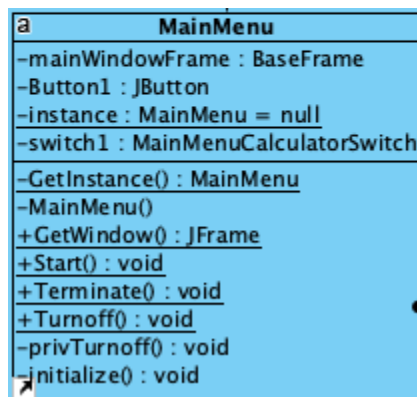 a
MainMenu
-mainWindowFrame : BaseFrame
-Button1 : JButton
-instance : MainMenu = null
-switch1 : MainMenuCalculatorSwitch
-GetInstance() : MainMenu
-MainMenu()
+GetWindow() : JFrame
+Start() : void
+Terminate() : void
+Turnoff() : void
-privTurnoff() : void
-initialize() : void